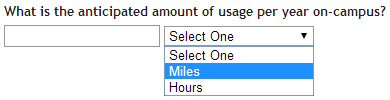 What is the anticipated amount of usage per year on-campus?
Select One
Select One
Miles
Hours